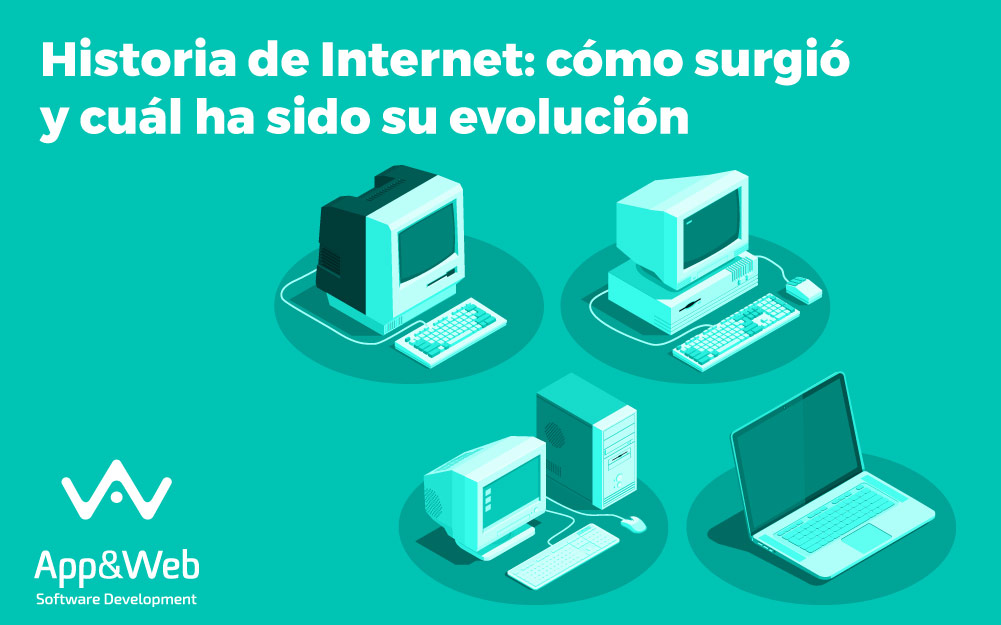 Historia de Internet: cómo surgió
y cuál ha sido su evolución
App&Web
Software Development